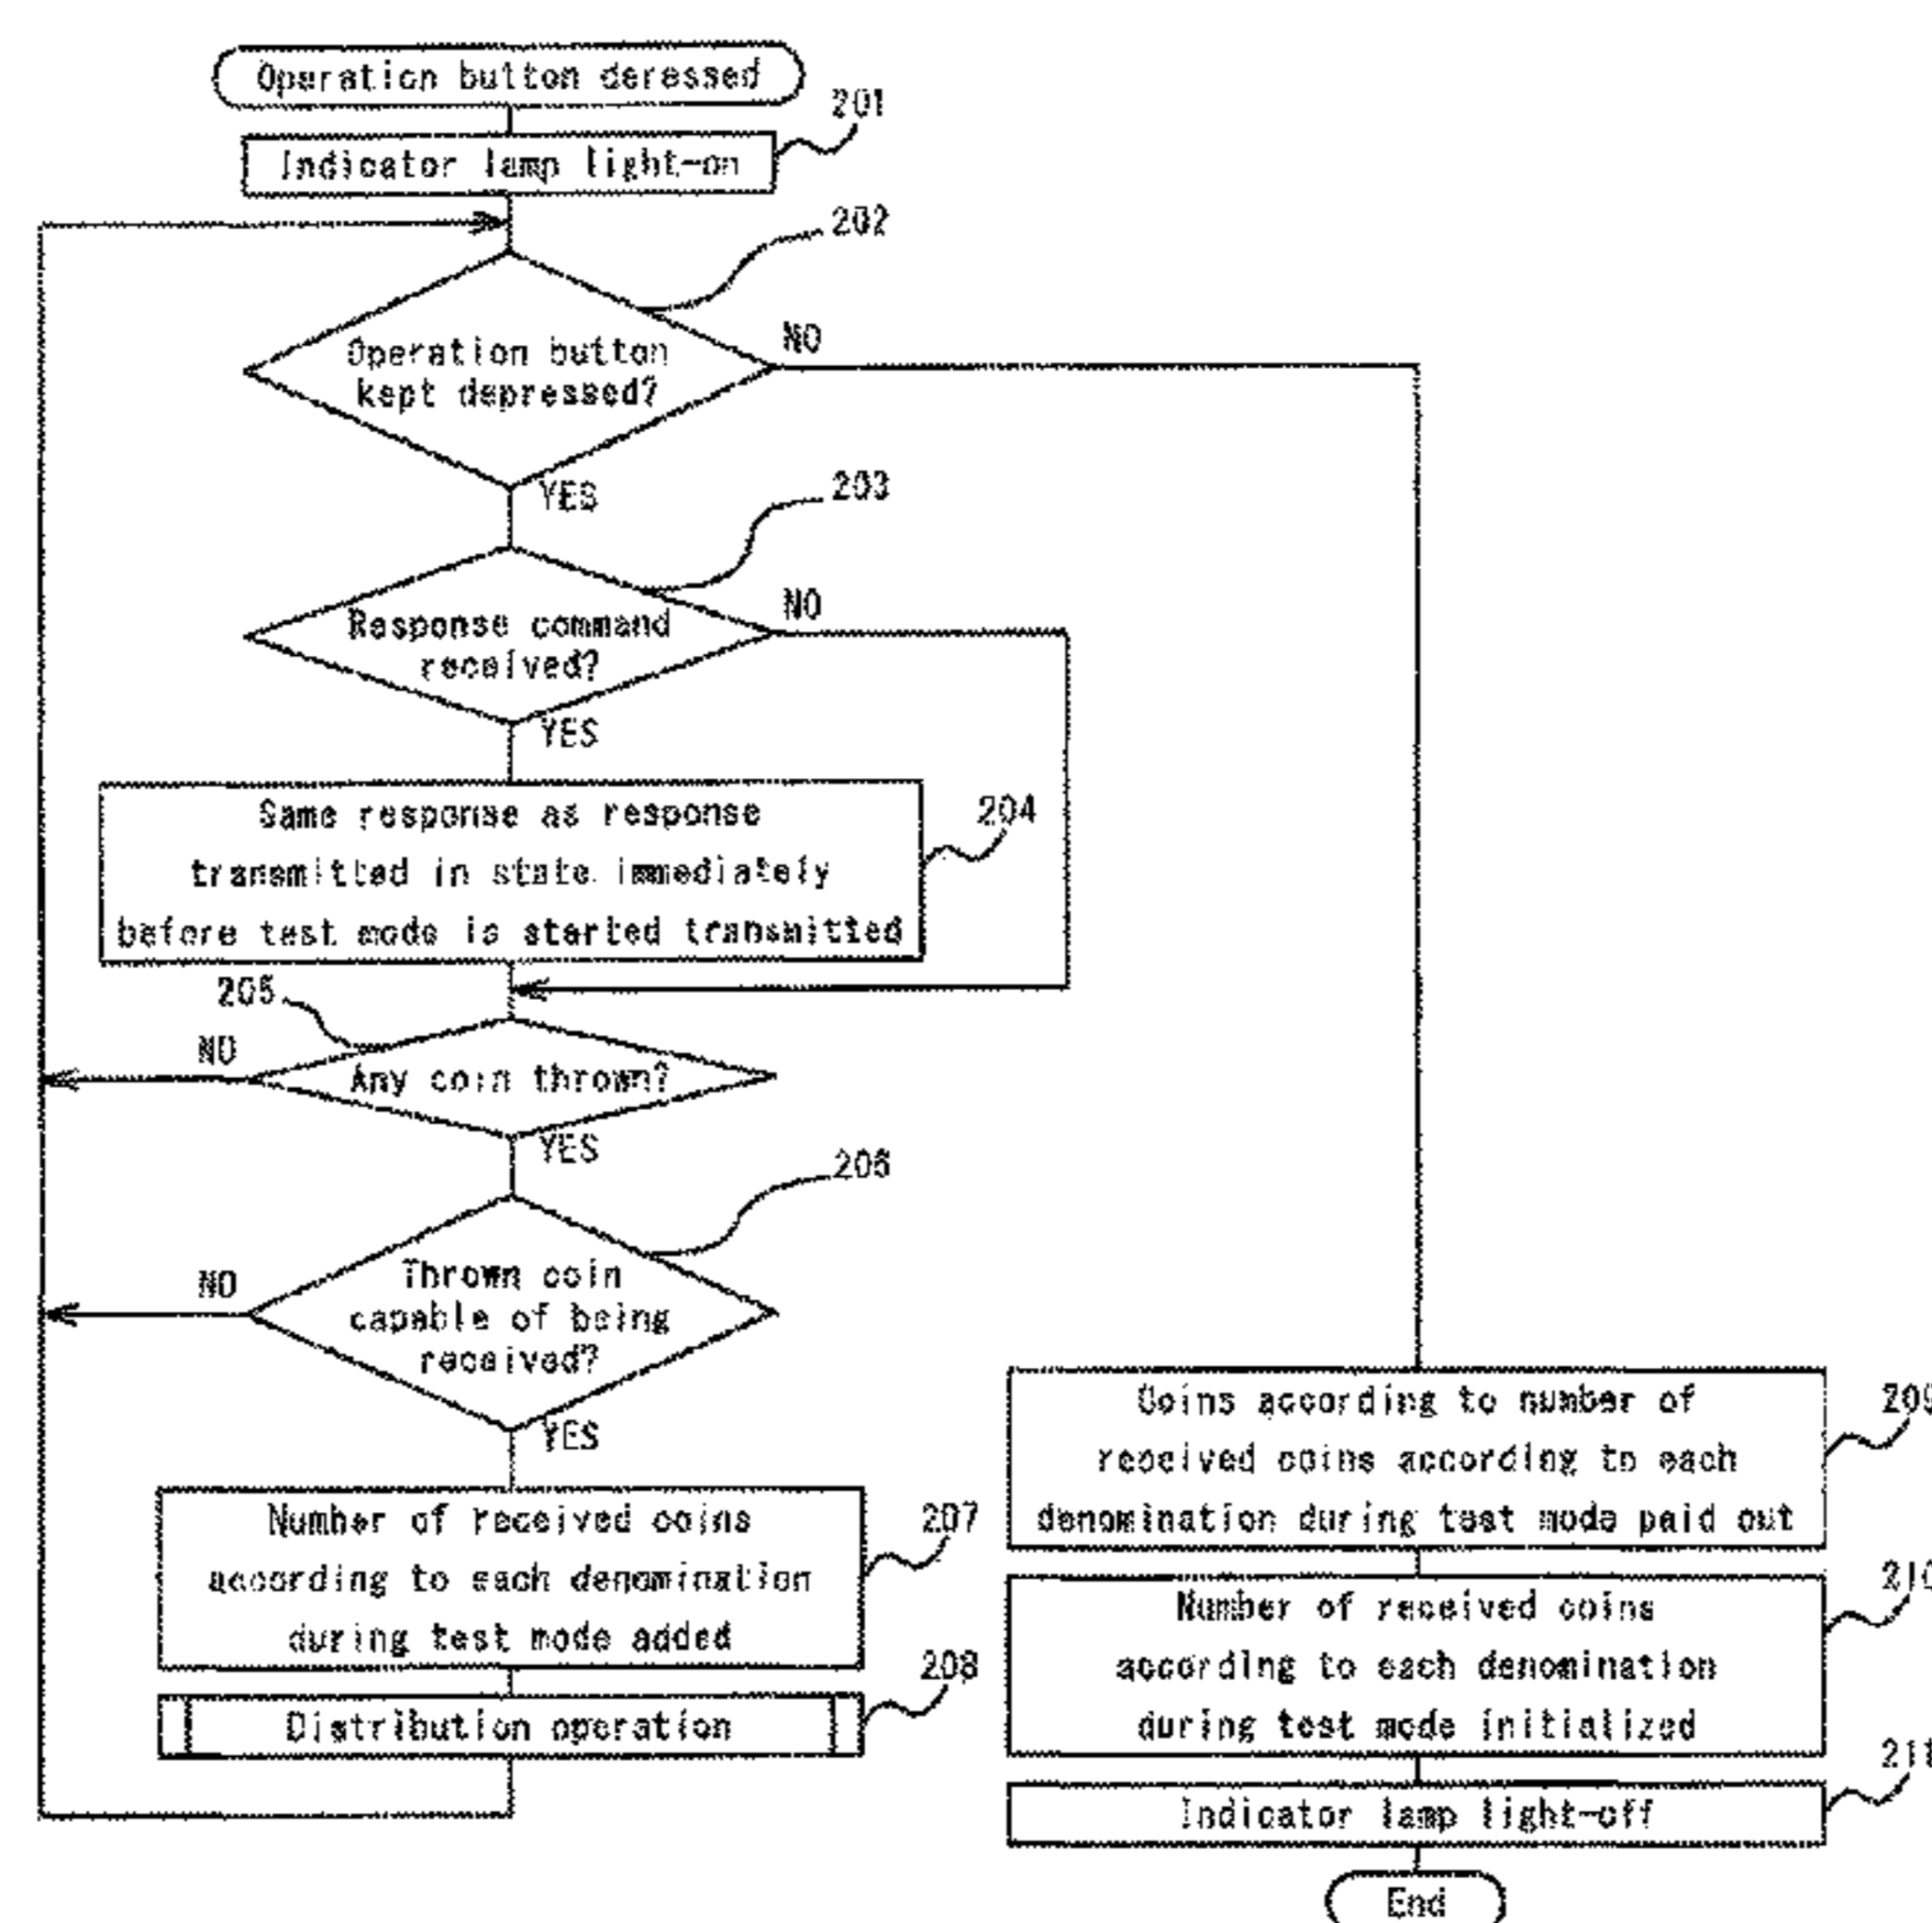 Operation button deressed
201
Indicator lamp light-on
202
Operation button
kept depressed?
NO
YES
203
Response command
received?
NO
YES
204
Same response as response
transmitted in state immediately
before test mode is started transmitted
205
NO
Any coin thrown?
YES
206
NO
Thrown coin
capable of being
received?
YES
207
Number of received coins
according to each denomination
during test mode added
208
Distribution operation
209
Coins according to number of
received coins according to each
denomination during test mode paid out
210
Number of received coins
according to each denomination
during test mode initialized
211
Indicator lamp light-off
End